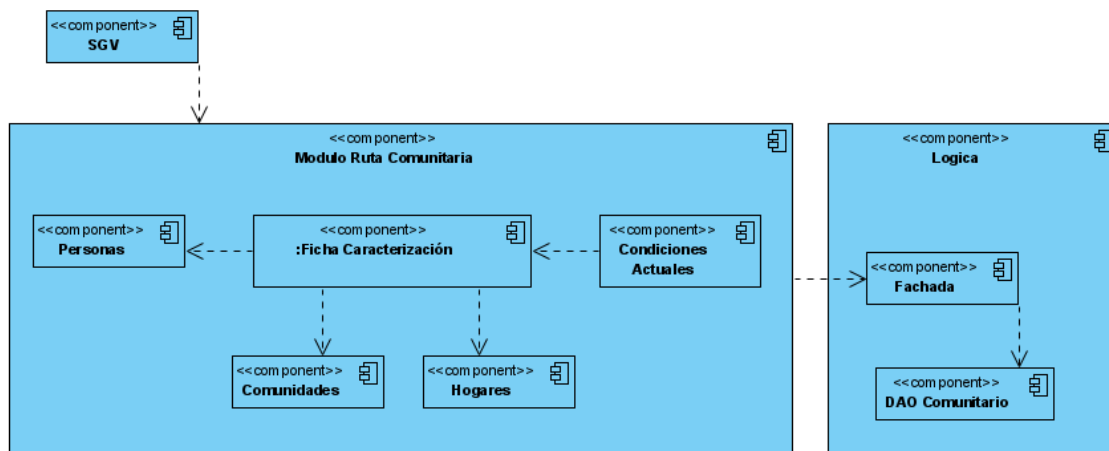 <<component>>
SGV
<<component>>
Modulo Ruta Comunitaria
<<component>>
Personas
<<component>>
:Ficha Caracterización
<<component>>
Condiciones
Actuales
<<component>>
Comunidades
<<component>>
Hogares
<<component>>
Logica
<<component>>
Fachada
<<component>>
DAO Comunitario